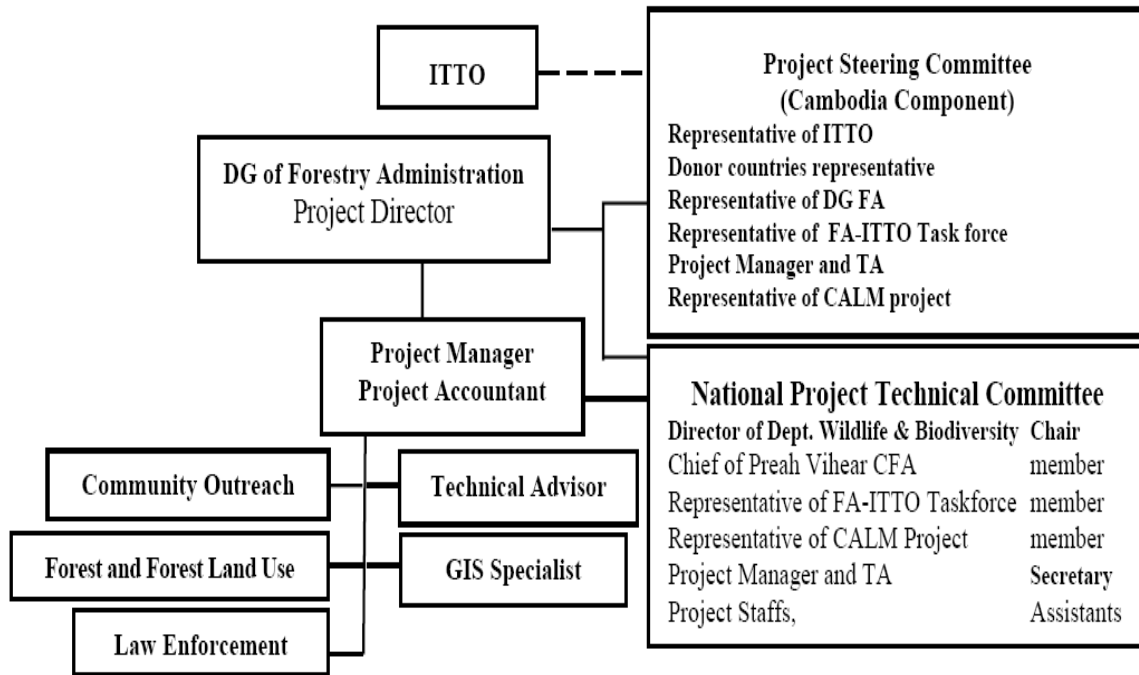 ITTO
Project Steering Committee
(Cambodia Component)
Representative of ITTO
Donor countries representative
Representative of DG FA
Representative of FA-ITTO Task force
Project Manager and TA
Representative of CALM project
DG of Forestry Administration
Project Director
Project Manager
Project Accountant
National Project Technical Committee
Director of Dept. Wildlife & Biodiversity Chair
Chief of Preah Vihear CFA member
Representative of FA-ITTO Taskforce member
Representative of CALM Project member
Project Manager and TA Secretary
Project Staffs, Assistants
Community Outreach
Technical Advisor
Forest and Forest Land Use
GIS Specialist
Law Enforcement